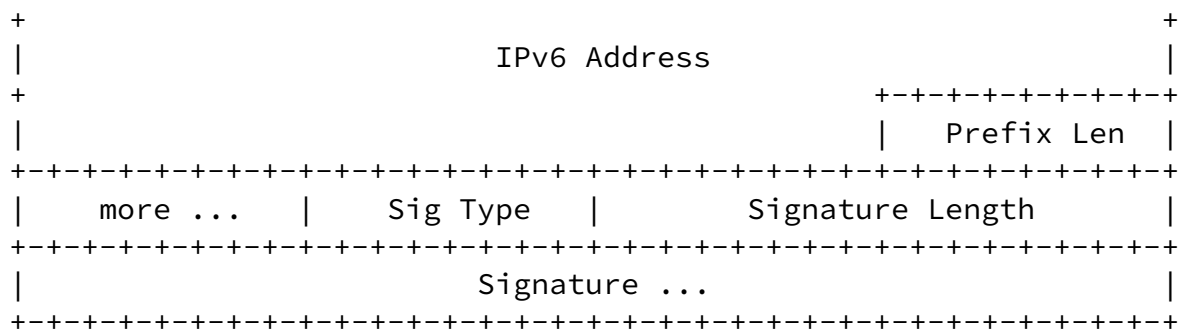 +                                                               +
|                           IPv6 Address                        |
+                                               +-+-+-+-+-+-+-+-+
|                                               |   Prefix Len  |
+-+-+-+-+-+-+-+-+-+-+-+-+-+-+-+-+-+-+-+-+-+-+-+-+-+-+-+-+-+-+-+-+
|    more ...   |    Sig Type   |        Signature Length       |
+-+-+-+-+-+-+-+-+-+-+-+-+-+-+-+-+-+-+-+-+-+-+-+-+-+-+-+-+-+-+-+-+
|                         Signature ...                         |
+-+-+-+-+-+-+-+-+-+-+-+-+-+-+-+-+-+-+-+-+-+-+-+-+-+-+-+-+-+-+-+-+